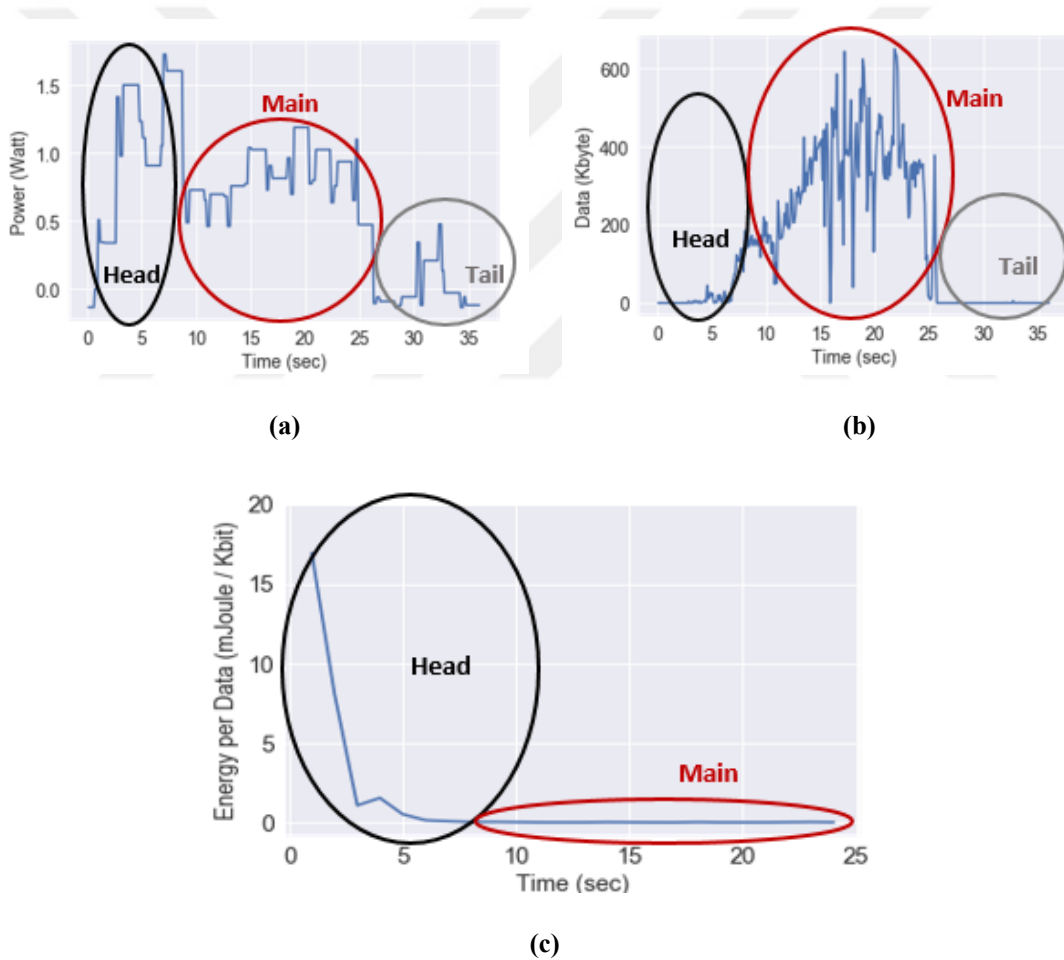 Power (Watt)
1.5
1.0
0.5
0.0
Head
Main
Tail
0 5 10 15 20 25 30 35
Time (sec)
(a)
Data (Kbyte)
600
400
200
0
Head
Main
Tail
0 5 10 15 20 25 30 35
Time (sec)
(b)
Energy per Data (mJoule / Kbit)
20
15
10
5
0
Head
Main
0 5 10 15 20 25
Time (sec)
(c)